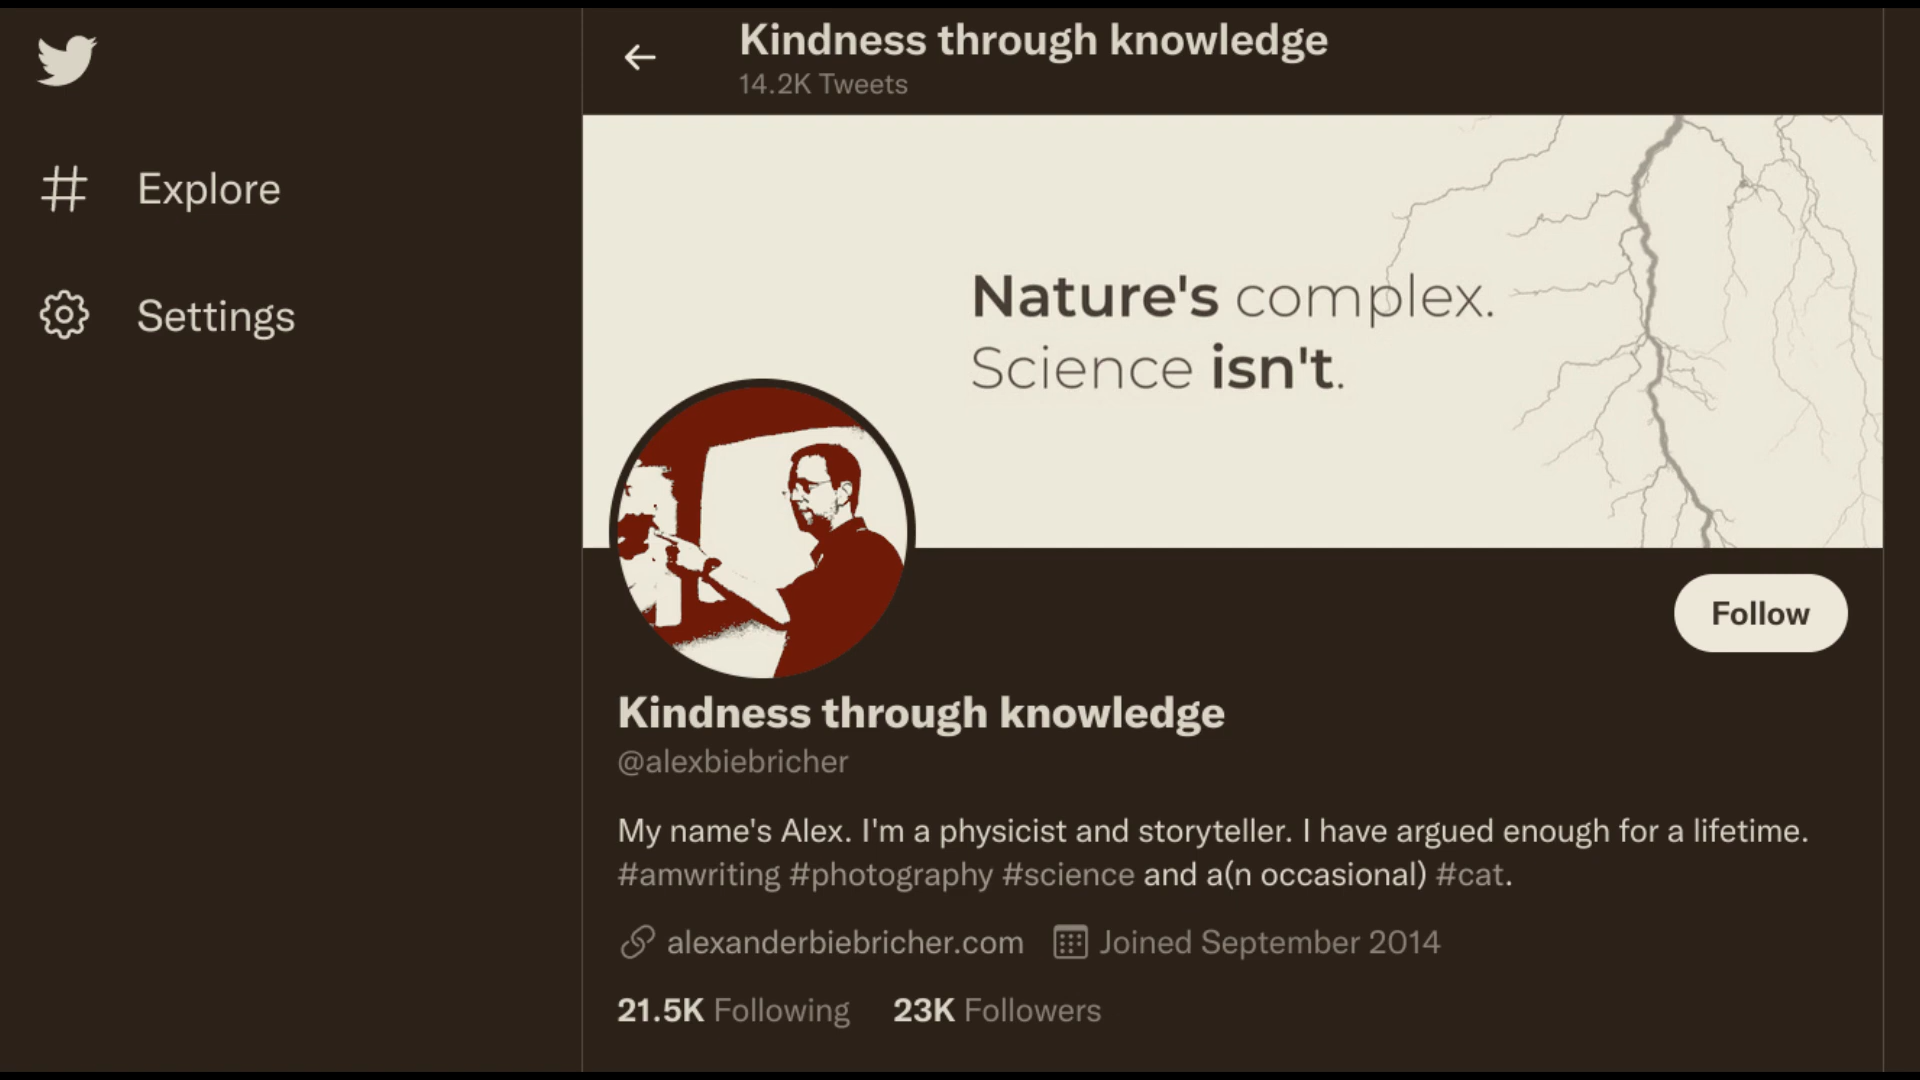 Explore
Settings
Kindness through knowledge
14.2K Tweets
Nature's complex.
Science isn't.
Follow
Kindness through knowledge
@alexbiebricher
My name's Alex. I'm a physicist and storyteller. I have argued enough for a lifetime.
#amwriting #photography #science and a(n occasional) #cat.
alexanderbiebricher.com Joined September 2014
21.5K Following 23K Followers